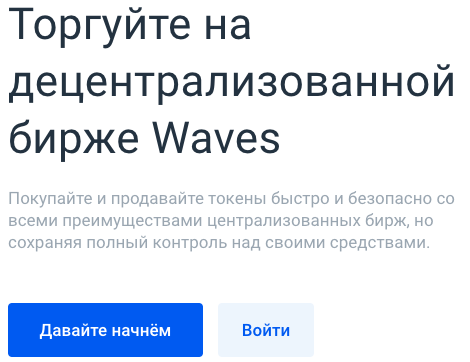 Торгуйте на
децентрализованной
бирже Waves
Покупайте и продавайте токены быстро и безопасно со
всеми преимуществами централизованных бирж, но
сохраняя полный контроль над своими средствами.
Давайте начнём
Войти